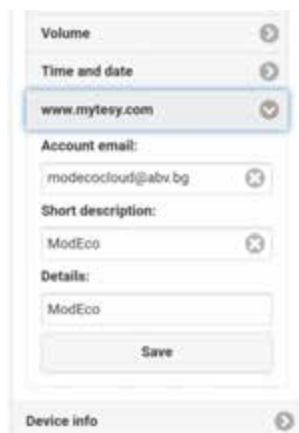 Volume
Time and date
www.mytesy.com
Account email:
modecocloud@abv.bg
Short description:
ModEco
Details:
ModEco
Save
Device info